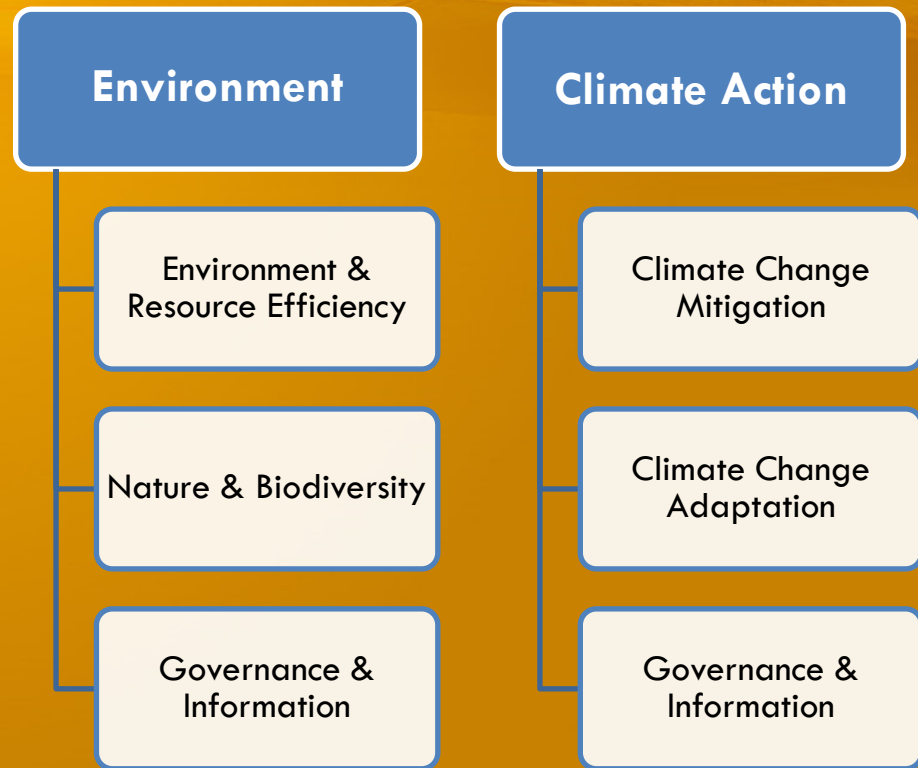 Environment
Environment &
Resource Efficiency
Nature & Biodiversity
Governance &
Information
Climate Action
Climate Change
Mitigation
Climate Change
Adaptation
Governance &
Information